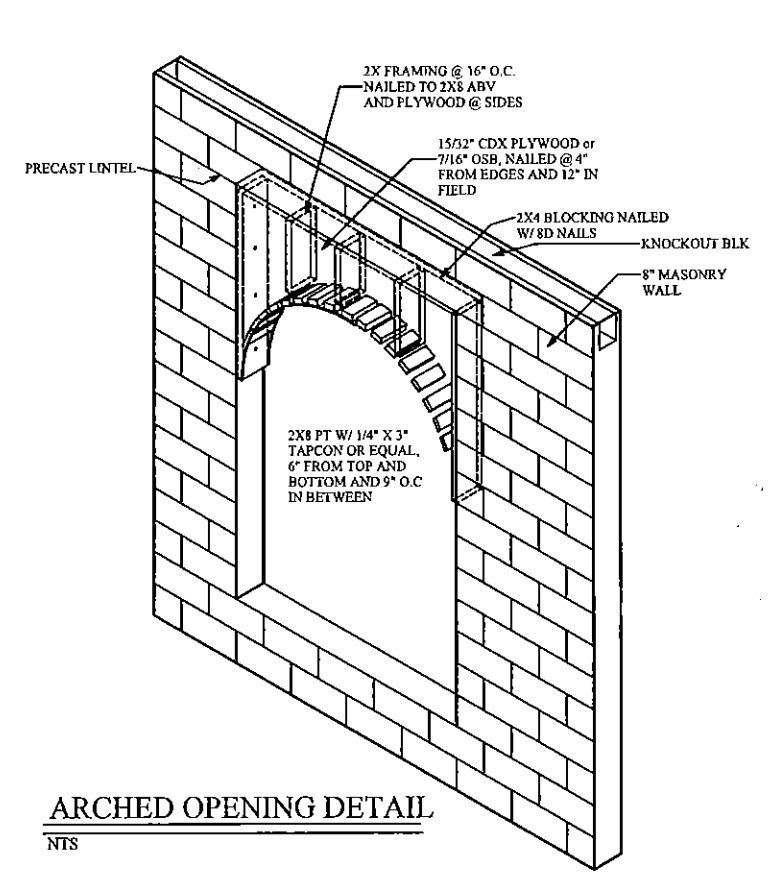 2X FRAMING @ 16" O.C.
NAILED TO 2X8 ABV
AND PLYWOOD @ SIDES
15/32" CDX PLYWOOD or
7/16" OSB, NAILED @ 4"
FROM EDGES AND 12" IN
FIELD
PRECAST LINTEL
2X4 BLOCKING NAILED
W/ 8D NAILS
KNOCKOUT BLK
8" MASONRY
WALL
2X8 PT W/ 1/4" X 3"
TAPCON OR EQUAL,
6" FROM TOP AND
BOTTOM AND 9" O.C
IN BETWEEN
ARCHED OPENING DETAIL
NTS